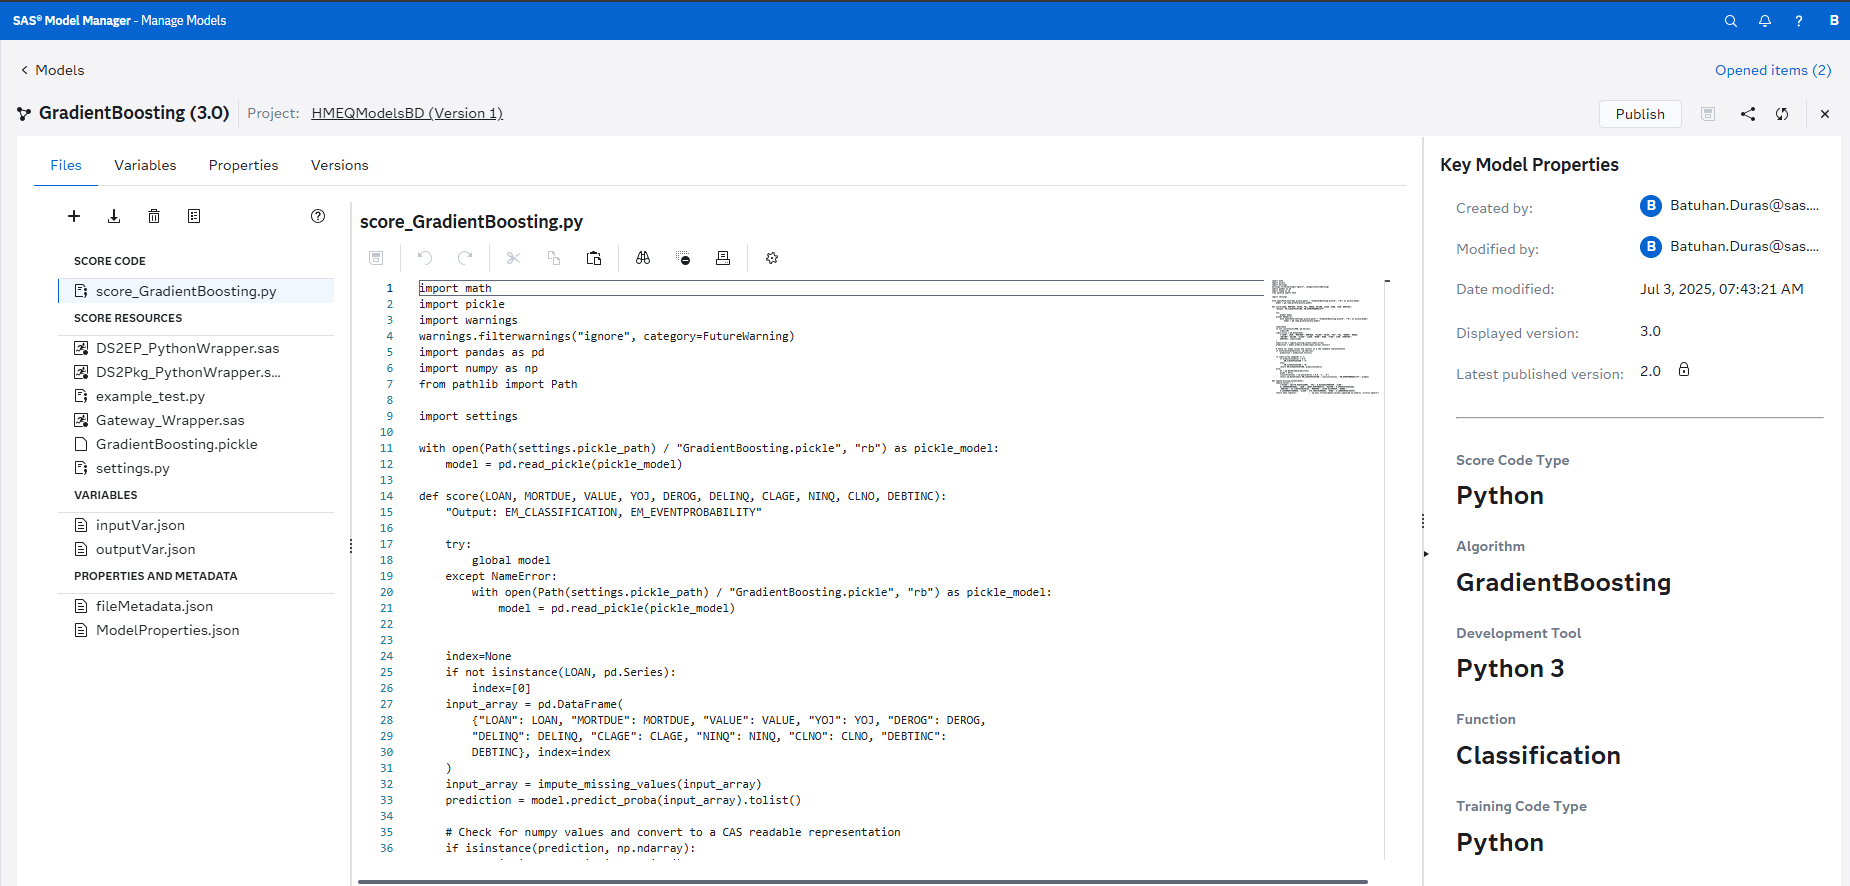 SAS® Model Manager - Manage Models
B
Models
Opened items (2)
GradientBoosting (3.0)
Project: HMEQModelsBD (Version 1)
Publish
Files
Variables
Properties
Versions
SCORE CODE
score_GradientBoosting.py
SCORE RESOURCES
DS2EP_PythonWrapper.sas
DS2Pkg_PythonWrapper.s...
example_test.py
Gateway_Wrapper.sas
GradientBoosting.pickle
settings.py
VARIABLES
inputVar.json
outputVar.json
PROPERTIES AND METADATA
fileMetadata.json
ModelProperties.json
score_GradientBoosting.py
1 import math
2 import pickle
3 import warnings
4 warnings.filterwarnings("ignore", category=FutureWarning)
5 import pandas as pd
6 import numpy as np
7 from pathlib import Path
8
9 import settings
10
11 with open(Path(settings.pickle_path) / "GradientBoosting.pickle", "rb") as pickle_model:
12     model = pd.read_pickle(pickle_model)
13
14 def score(LOAN, MORTDUE, VALUE, YOJ, DEROG, DELINQ, CLAGE, NINQ, CLNO, DEBTINC):
15     "Output: EM_CLASSIFICATION, EM_EVENTPROBABILITY"
16
17     try:
18         global model
19     except NameError:
20         with open(Path(settings.pickle_path) / "GradientBoosting.pickle", "rb") as pickle_model:
21             model = pd.read_pickle(pickle_model)
22
23
24     index=None
25     if not isinstance(LOAN, pd.Series):
26         index=[0]
27     input_array = pd.DataFrame(
28         {"LOAN": LOAN, "MORTDUE": MORTDUE, "VALUE": VALUE, "YOJ": YOJ, "DEROG": DEROG,
29         "DELINQ": DELINQ, "CLAGE": CLAGE, "NINQ": NINQ, "CLNO": CLNO, "DEBTINC":
30         DEBTINC}, index=index
31     )
32     input_array = impute_missing_values(input_array)
33     prediction = model.predict_proba(input_array).tolist()
34
35     # Check for numpy values and convert to a CAS readable representation
36     if isinstance(prediction, np.ndarray):
Key Model Properties
Created by: B Batuhan.Duras@sas....
Modified by: B Batuhan.Duras@sas....
Date modified: Jul 3, 2025, 07:43:21 AM
Displayed version: 3.0
Latest published version: 2.0
Score Code Type
Python
Algorithm
GradientBoosting
Development Tool
Python 3
Function
Classification
Training Code Type
Python